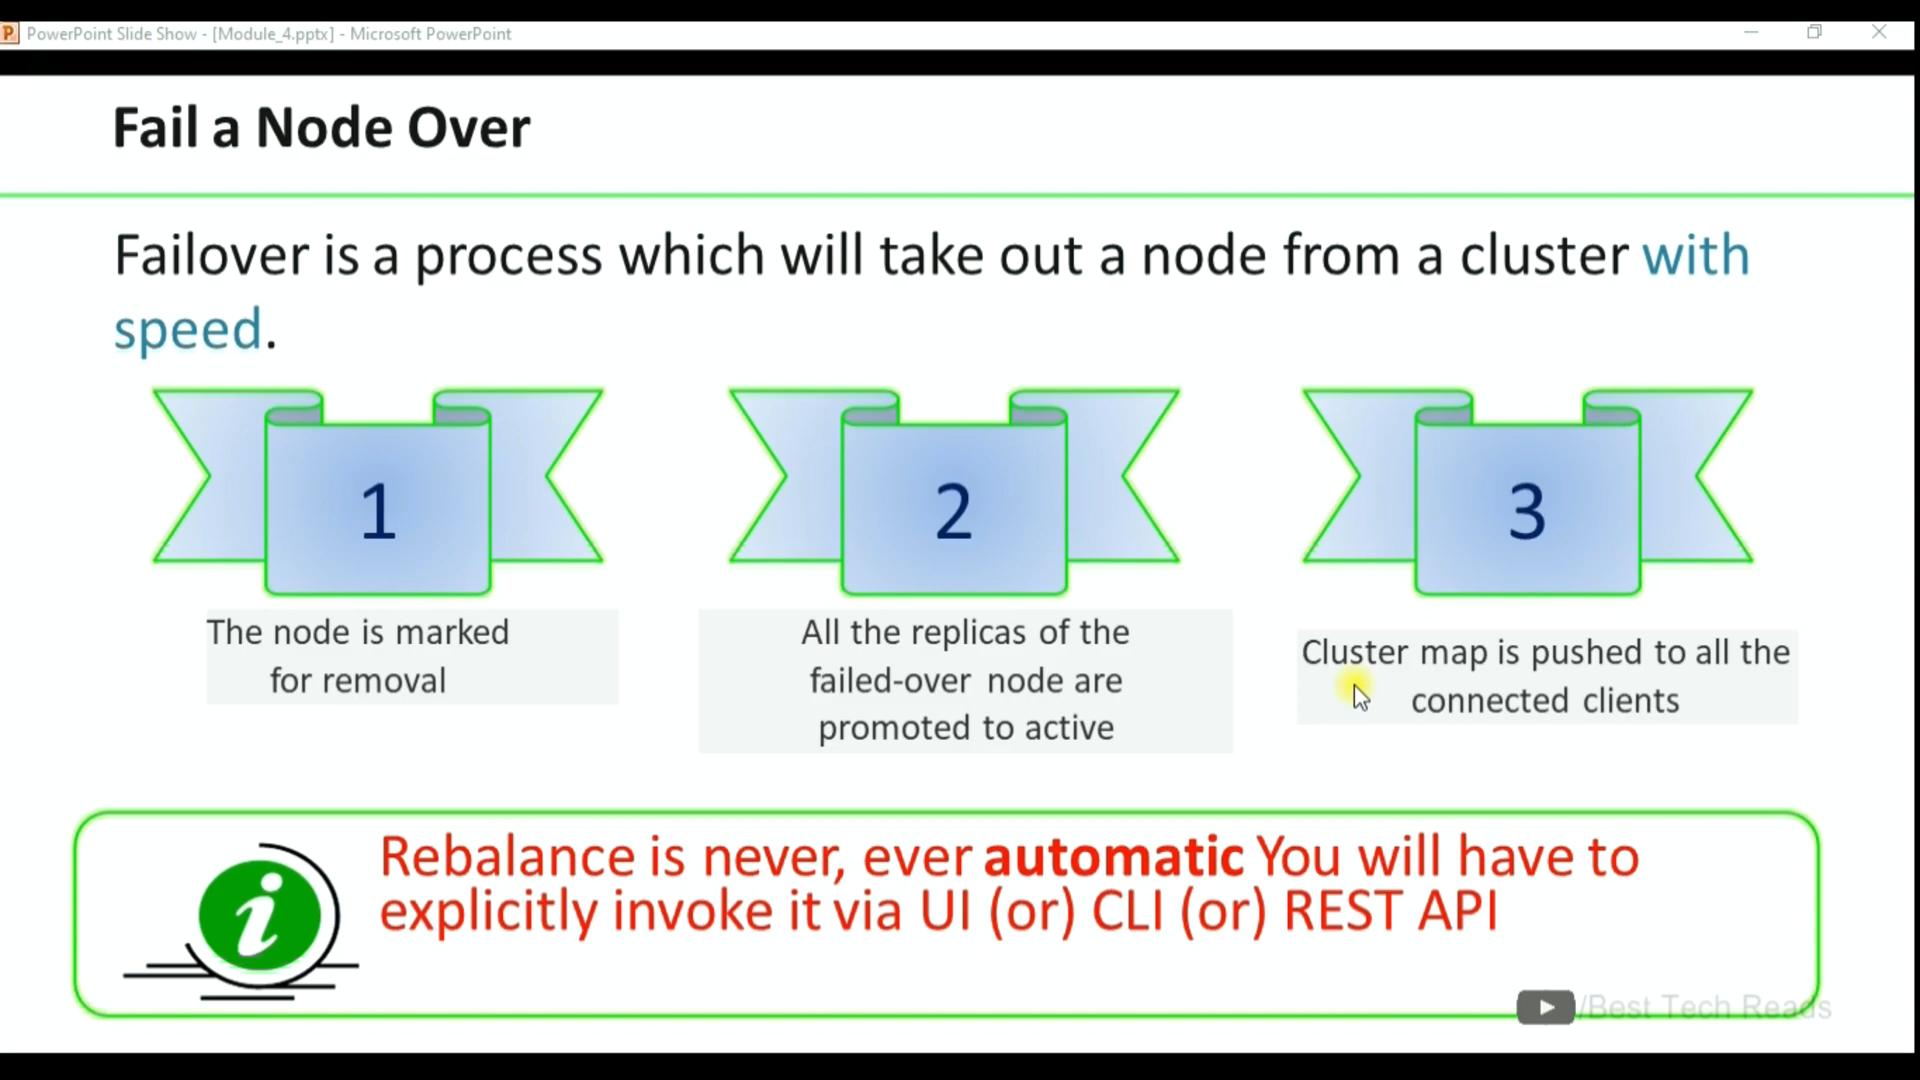 PowerPoint Slide Show - [Module_4.pptx] - Microsoft PowerPoint
Fail a Node Over
Failover is a process which will take out a node from a cluster with
speed.
1
The node is marked
for removal
2
All the replicas of the
failed-over node are
promoted to active
3
Cluster map is pushed to all the
connected clients
i
Rebalance is never, ever automatic You will have to
explicitly invoke it via UI (or) CLI (or) REST API
/Best Tech Reads